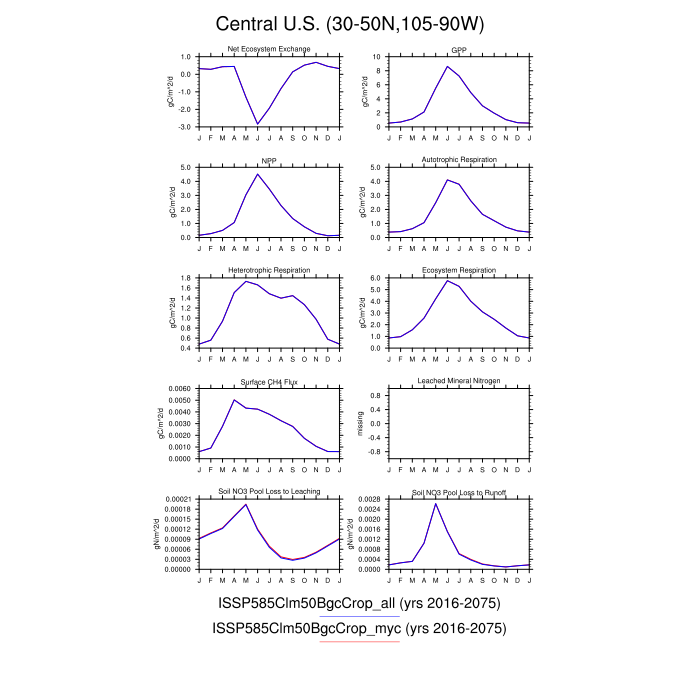 Central U.S. (30-50N,105-90W)
Net Ecosystem Exchange
gC/m^2/d
1.0
0.0
-1.0
-2.0
-3.0
J F M A M J J A S O N D J
GPP
gC/m^2/d
10
8
6
4
2
0
J F M A M J J A S O N D J
NPP
gC/m^2/d
5.0
4.0
3.0
2.0
1.0
0.0
J F M A M J J A S O N D J
Autotrophic Respiration
gC/m^2/d
5.0
4.0
3.0
2.0
1.0
0.0
J F M A M J J A S O N D J
Heterotrophic Respiration
gC/m^2/d
1.8
1.6
1.4
1.2
1.0
0.8
0.6
0.4
J F M A M J J A S O N D J
Ecosystem Respiration
gC/m^2/d
6.0
5.0
4.0
3.0
2.0
1.0
0.0
J F M A M J J A S O N D J
Surface CH4 Flux
gC/m^2/d
0.0060
0.0050
0.0040
0.0030
0.0020
0.0010
0.0000
J F M A M J J A S O N D J
Leached Mineral Nitrogen
missing
0.8
0.4
0.0
-0.4
-0.8
J F M A M J J A S O N D J
Soil NO3 Pool Loss to Leaching
gN/m^2/d
0.00021
0.00018
0.00015
0.00012
0.00009
0.00006
0.00003
0.00000
J F M A M J J A S O N D J
Soil NO3 Pool Loss to Runoff
gN/m^2/d
0.0028
0.0024
0.0020
0.0016
0.0012
0.0008
0.0004
0.0000
J F M A M J J A S O N D J
ISSP585Clm50BgcCrop_all (yrs 2016-2075)
ISSP585Clm50BgcCrop_myc (yrs 2016-2075)